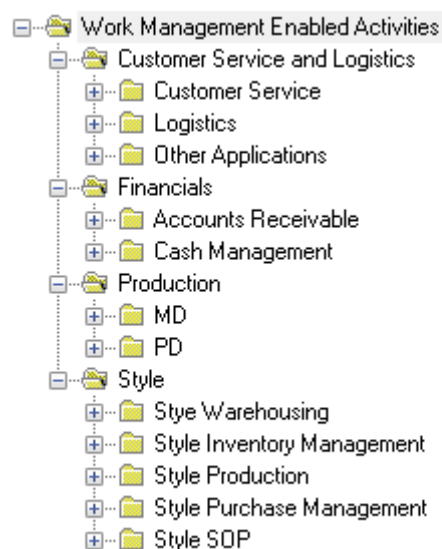 Work Management Enabled Activities
Customer Service and Logistics
Customer Service
Logistics
Other Applications
Financials
Accounts Receivable
Cash Management
Production
MD
PD
Style
Stye Warehousing
Style Inventory Management
Style Production
Style Purchase Management
Style SOP